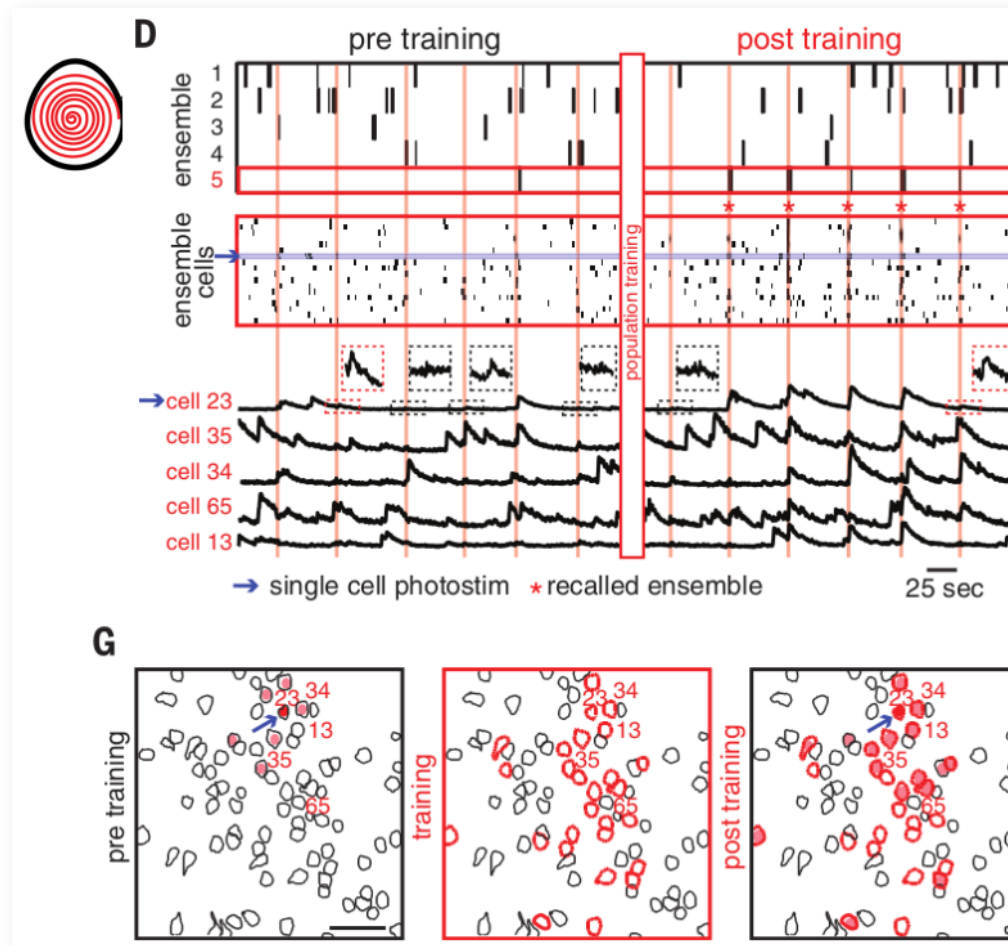 D
pre training
post training
ensemble
1
2
3
4
5
* * * * *
ensemble
cells
population training
cell 23
cell 35
cell 34
cell 65
cell 13
→ single cell photostim * recalled ensemble
25 sec
G
pre training
23 34
13
35
65
training
23 34
13
35
65
post training
23 34
13
35
65